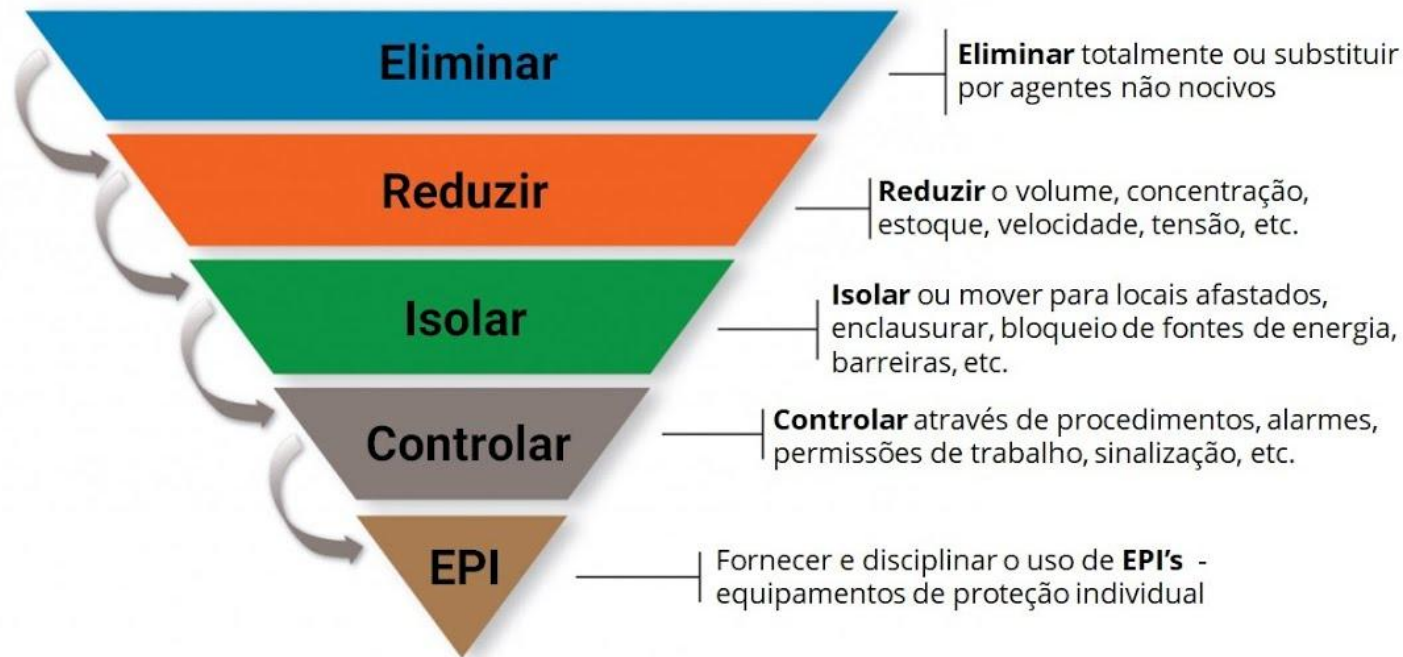 Eliminar
Eliminar totalmente ou substituir
por agentes não nocivos
Reduzir
Reduzir o volume, concentração,
estoque, velocidade, tensão, etc.
Isolar
Isolar ou mover para locais afastados,
enclausurar, bloqueio de fontes de energia,
barreiras, etc.
Controlar
Controlar através de procedimentos, alarmes,
permissões de trabalho, sinalização, etc.
EPI
Fornecer e disciplinar o uso de EPI’s -
equipamentos de proteção individual